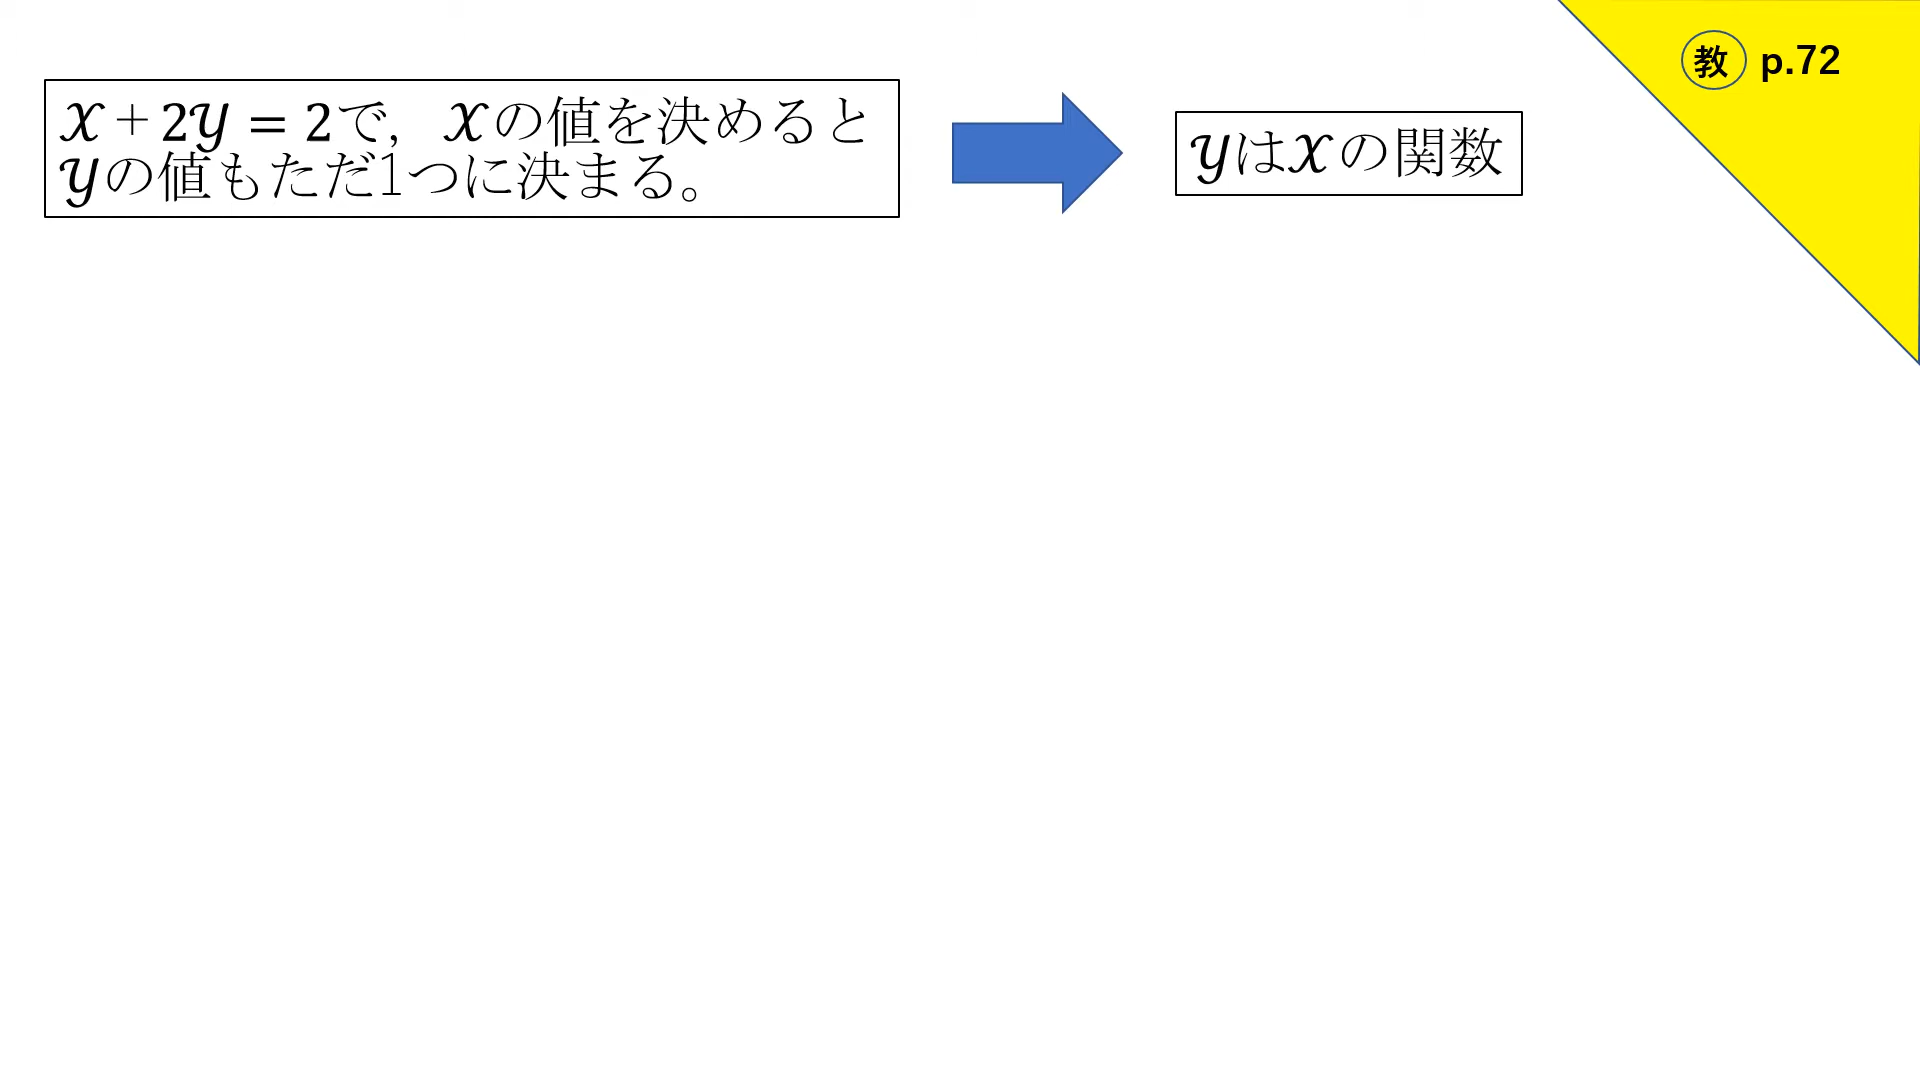 x＋2y = 2で，xの値を決めると
yの値もただ1つに決まる。
yはxの関数
教 p.72